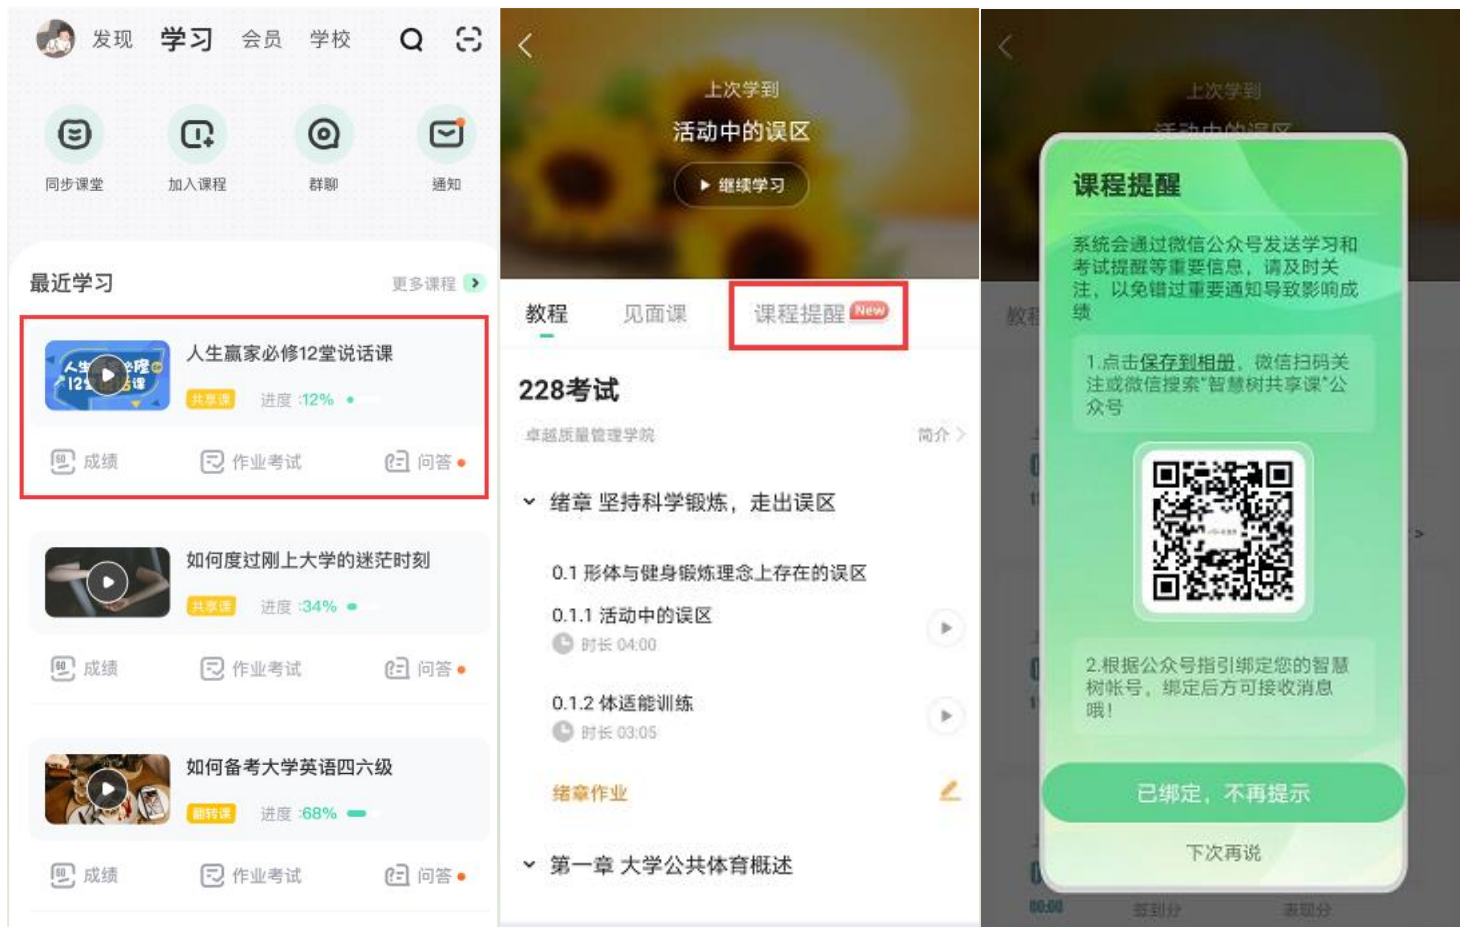 发现 学习 会员 学校
同步课堂 加入课程 群聊 通知
最近学习 更多课程
人生赢家必修12堂说话课
共享课 进度 :12%
成绩 作业考试 问答
如何度过刚上大学的迷茫时刻
共享课 进度 :34%
成绩 作业考试 问答
如何备考大学英语四六级
翻转课 进度 :68%
成绩 作业考试 问答
上次学到
活动中的误区
继续学习
教程 见面课 课程提醒 New
228考试
卓越质量管理学院 简介
绪章 坚持科学锻炼，走出误区
0.1 形体与健身锻炼理念上存在的误区
0.1.1 活动中的误区
时长 04:00
0.1.2 体适能训练
时长 03:05
绪章作业
第一章 大学公共体育概述
上次学到
活动中的误区
课程提醒
系统会通过微信公众号发送学习和
考试提醒等重要信息，请及时关
注，以免错过重要通知导致影响成
绩
1.点击保存到相册，微信扫码关
注或微信搜索“智慧树共享课”公
众号
2.根据公众号指引绑定您的智慧
树帐号，绑定后方可接收消息
哦！
已绑定，不再提示
下次再说
00:00 签到分 表现分